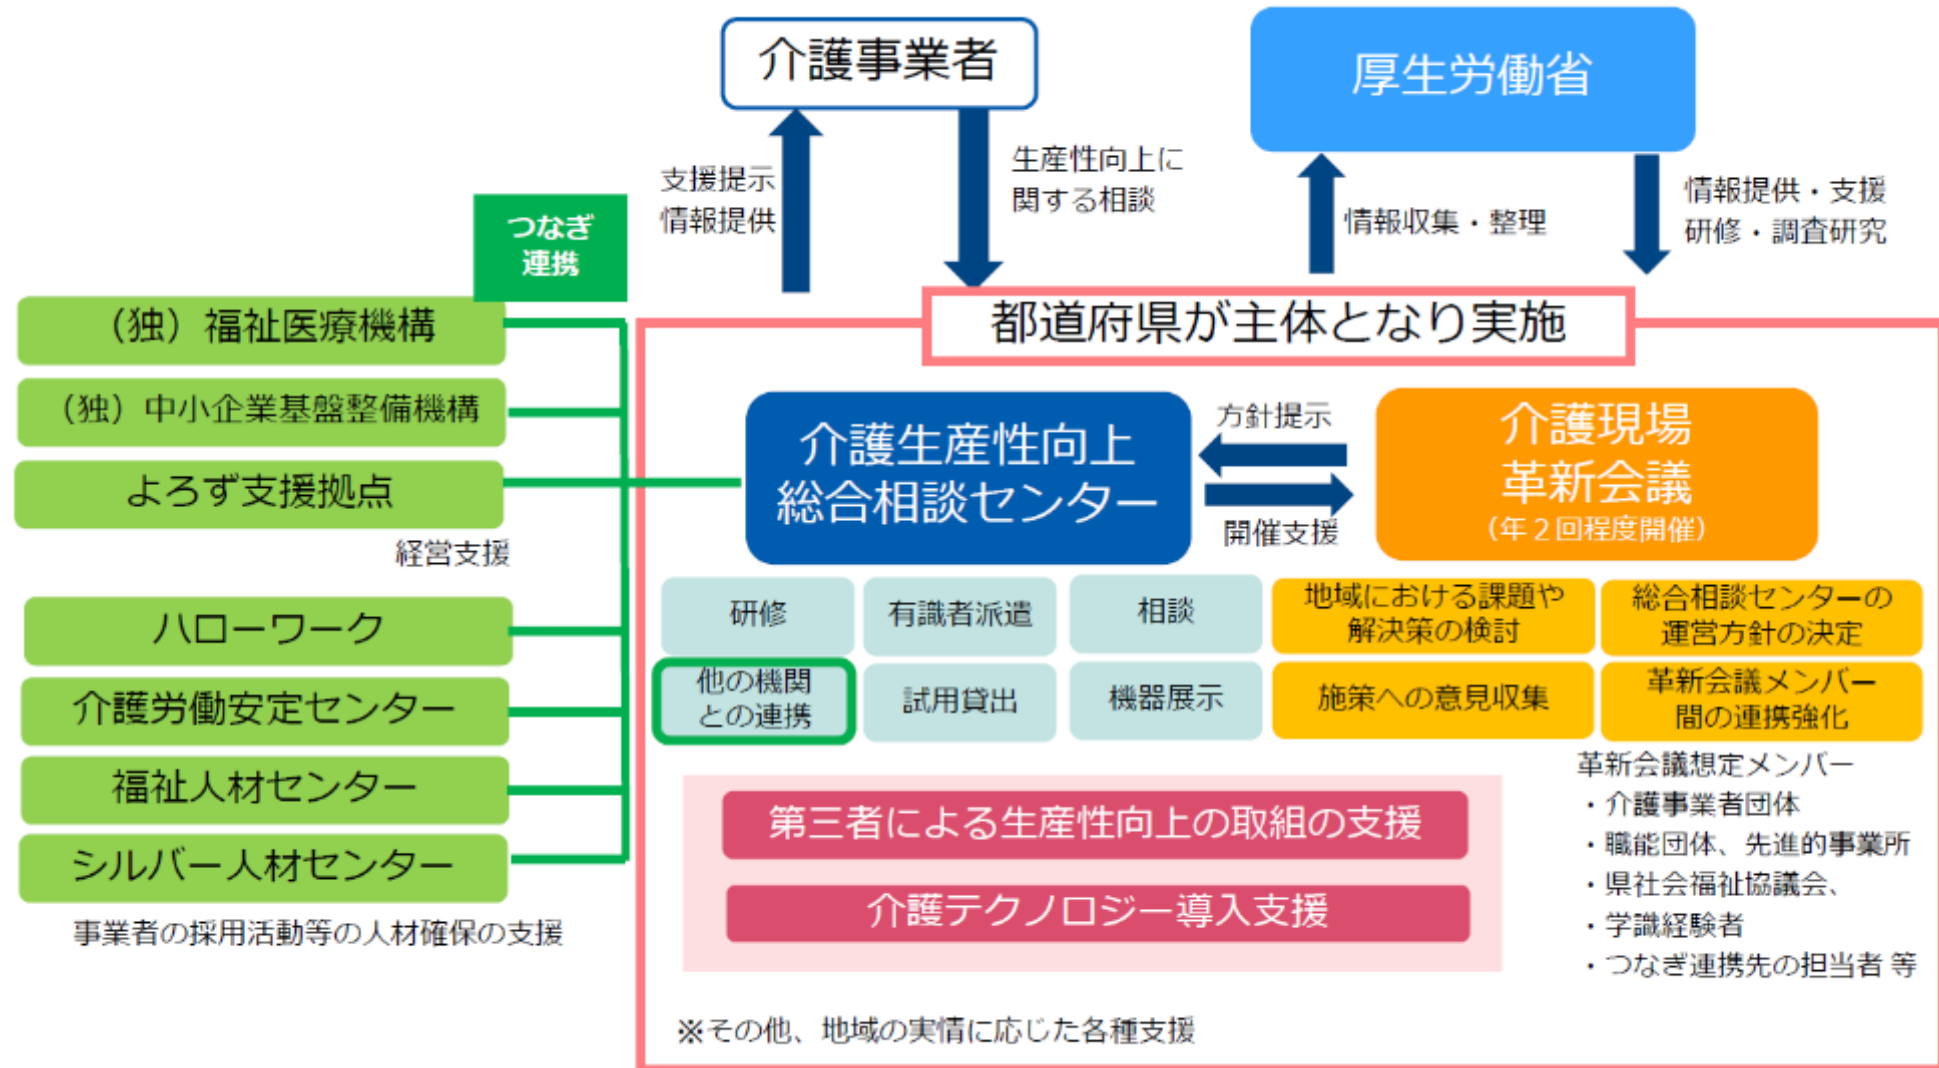 介護事業者
厚生労働省
支援提示
情報提供
生産性向上に
関する相談
情報収集・整理
情報提供・支援
研修・調査研究
つなぎ
連携
(独)福祉医療機構
(独)中小企業基盤整備機構
よろず支援拠点
経営支援
ハローワーク
介護労働安定センター
福祉人材センター
シルバー人材センター
事業者の採用活動等の人材確保の支援
都道府県が主体となり実施
介護生産性向上
総合相談センター
方針提示
開催支援
介護現場
革新会議
(年2回程度開催)
研修
有識者派遣
相談
他の機関
との連携
試用貸出
機器展示
地域における課題や
解決策の検討
総合相談センターの
運営方針の決定
施策への意見収集
革新会議メンバー
間の連携強化
第三者による生産性向上の取組の支援
介護テクノロジー導入支援
革新会議想定メンバー
・介護事業者団体
・職能団体、先進的事業所
・県社会福祉協議会、
・学識経験者
・つなぎ連携先の担当者 等
※その他、地域の実情に応じた各種支援